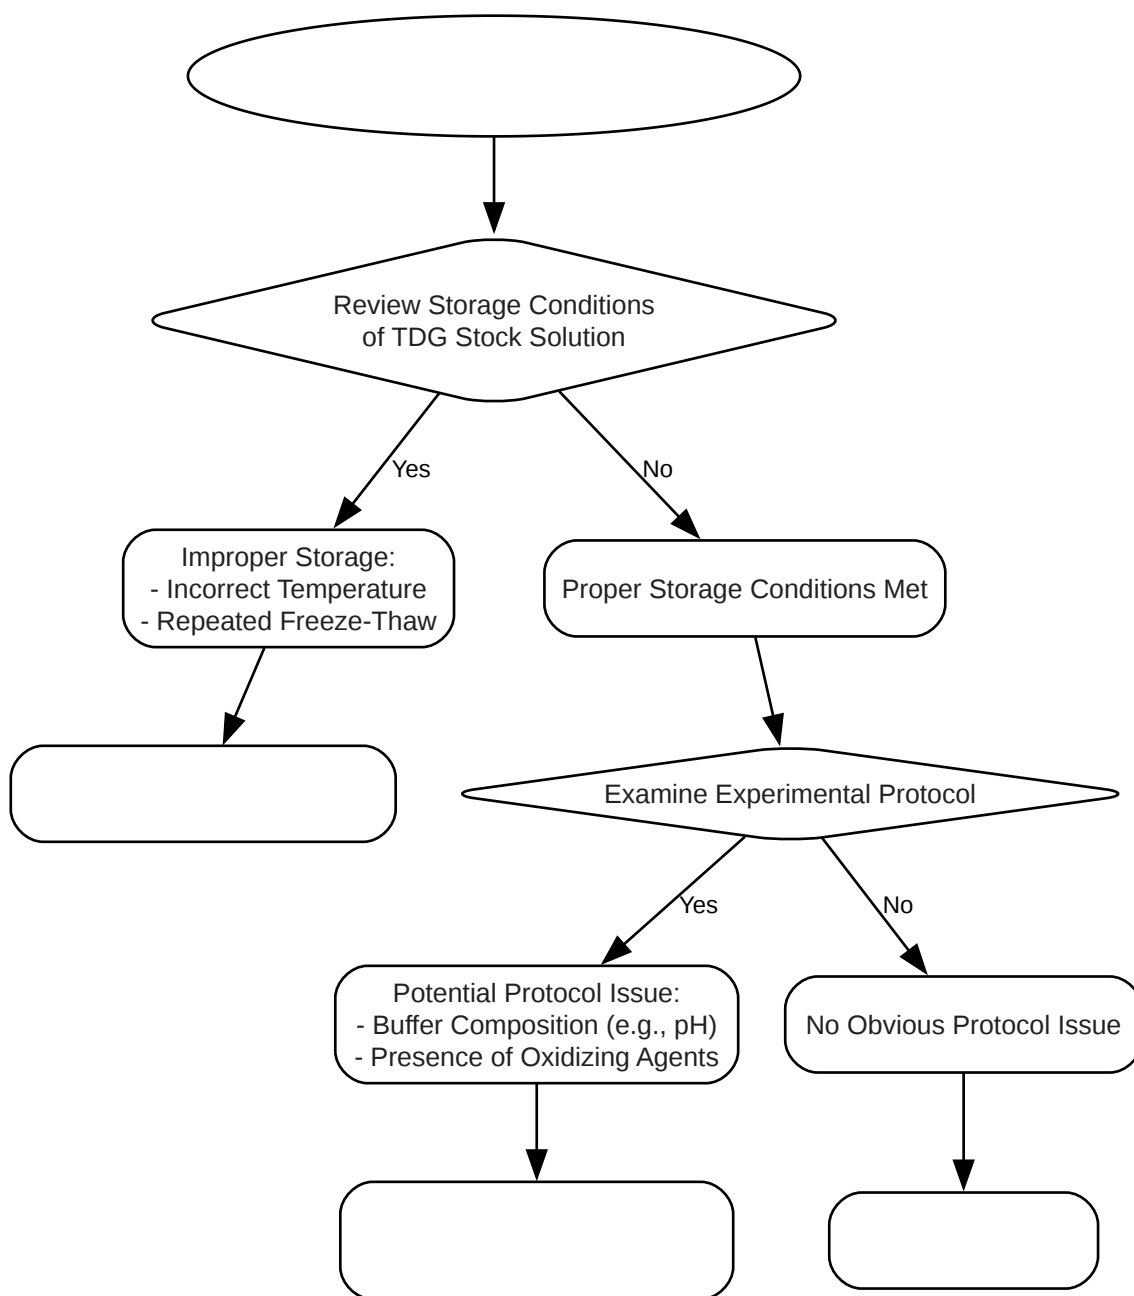 Review Storage Conditions
of TDG Stock Solution
Yes
No
Improper Storage:
- Incorrect Temperature
- Repeated Freeze-Thaw
Proper Storage Conditions Met
Examine Experimental Protocol
Yes
No
Potential Protocol Issue:
- Buffer Composition (e.g., pH)
- Presence of Oxidizing Agents
No Obvious Protocol Issue